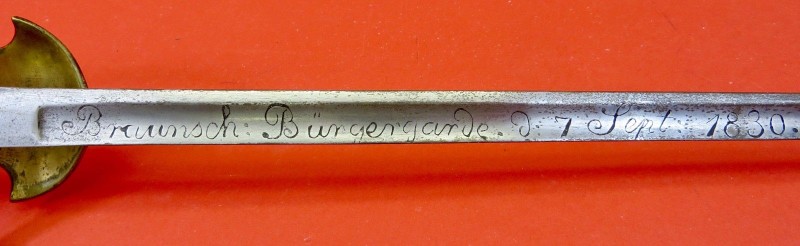 Braunsch: Bürgergarde. d: 7 Sept: 1830.